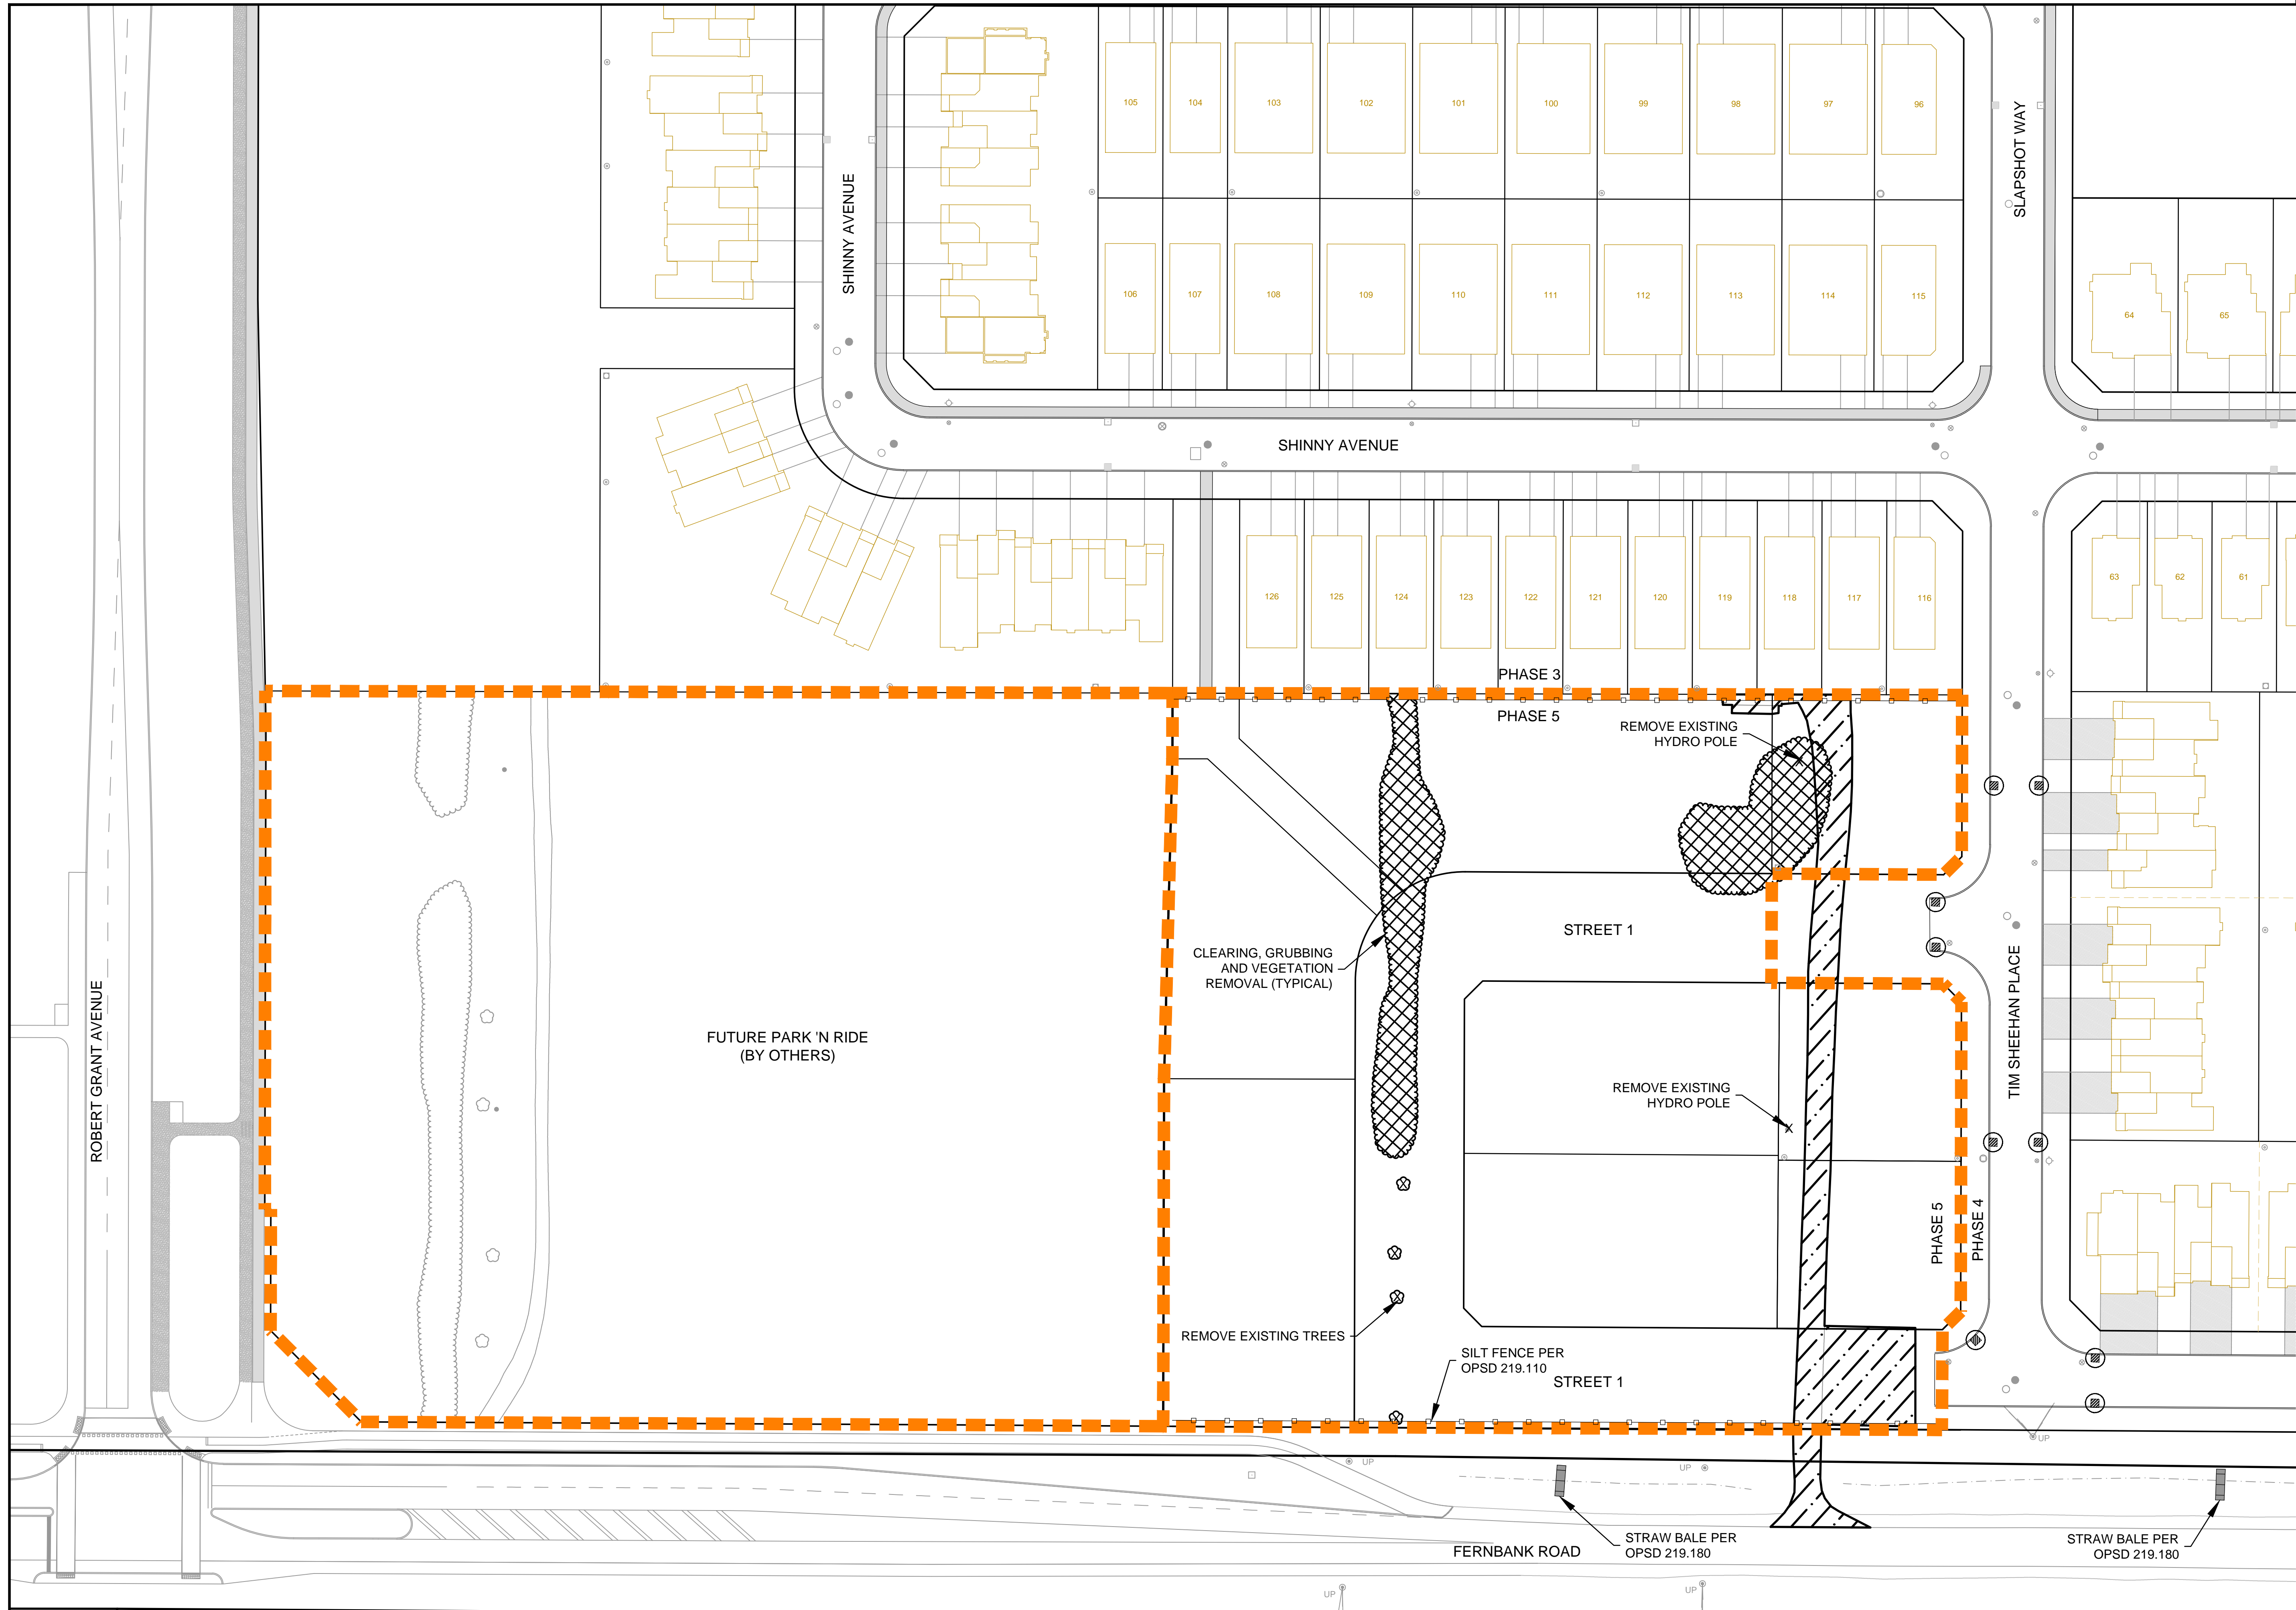 105
104
103
102
101
100
99
98
97
96
SLAPSHOT WAY
SHINNY AVENUE
106
107
108
109
110
111
112
113
114
115
64
65
SHINNY AVENUE
126
125
124
123
122
121
120
119
118
117
116
63
62
61
PHASE 3
PHASE 5
REMOVE EXISTING
HYDRO POLE
STREET 1
CLEARING, GRUBBING
AND VEGETATION
REMOVAL (TYPICAL)
ROBERT GRANT AVENUE
FUTURE PARK 'N RIDE
(BY OTHERS)
TIM SHEEHAN PLACE
REMOVE EXISTING
HYDRO POLE
PHASE 5
PHASE 4
REMOVE EXISTING TREES
SILT FENCE PER
OPSD 219.110
STREET 1
UP
UP
UP
STRAW BALE PER
OPSD 219.180
FERNBANK ROAD
STRAW BALE PER
OPSD 219.180
UP
UP